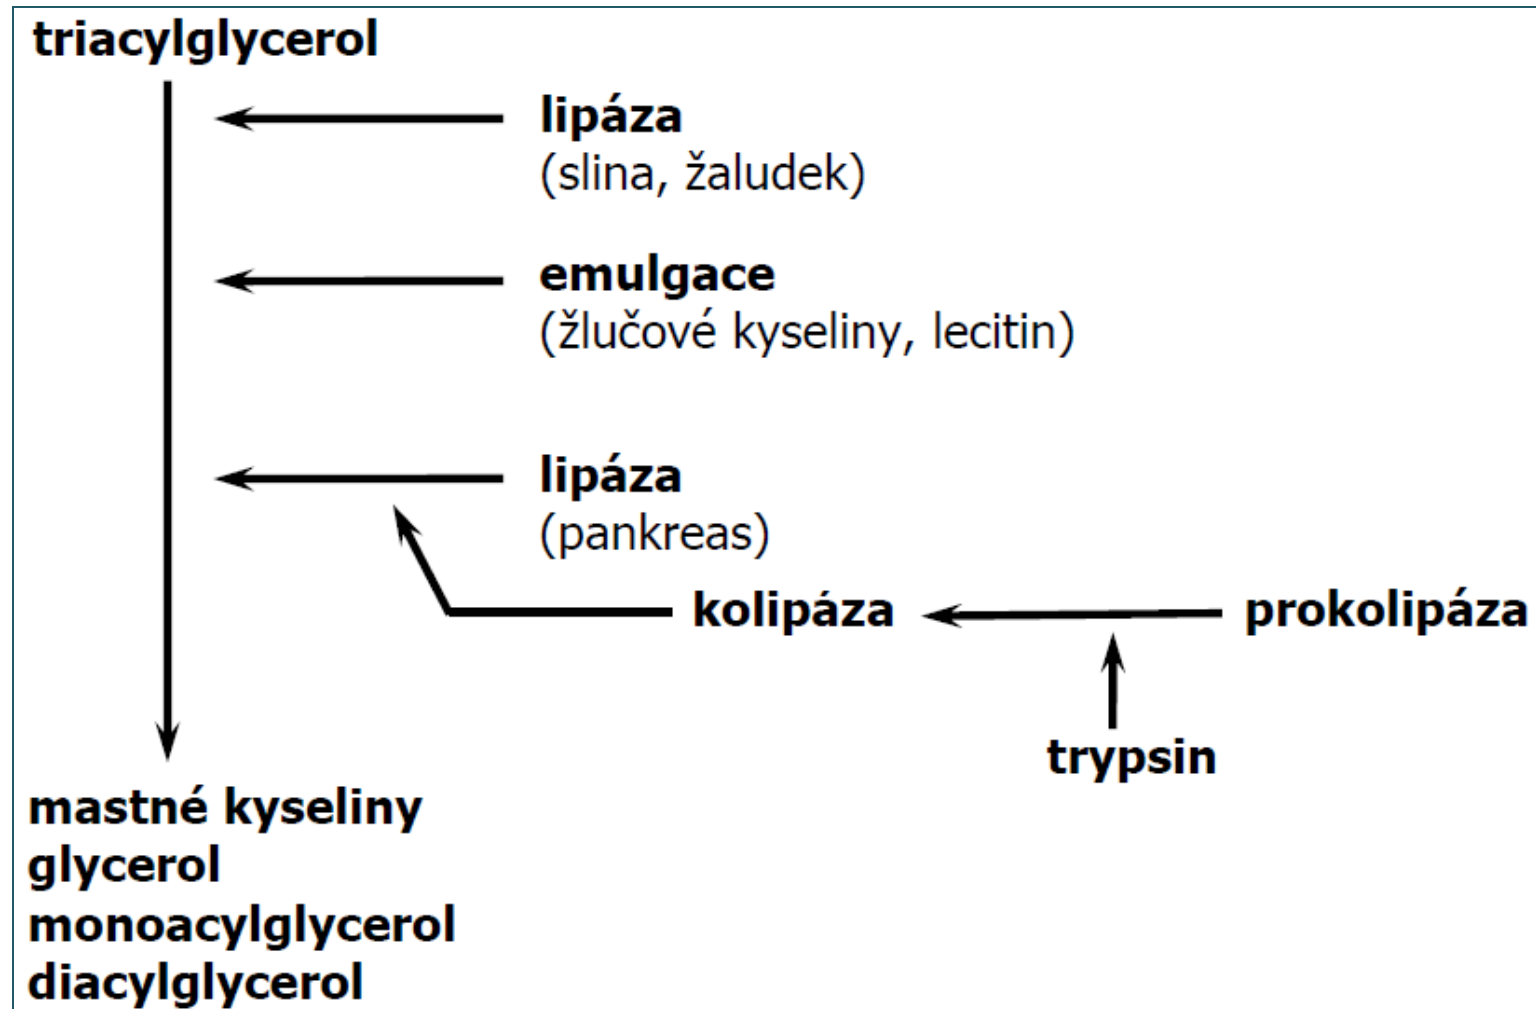 triacylglycerol
lipáza
(slina, žaludek)
emulgace
(žlučové kyseliny, lecitin)
lipáza
(pankreas)
kolipáza
prokolipáza
trypsin
mastné kyseliny
glycerol
monoacylglycerol
diacylglycerol